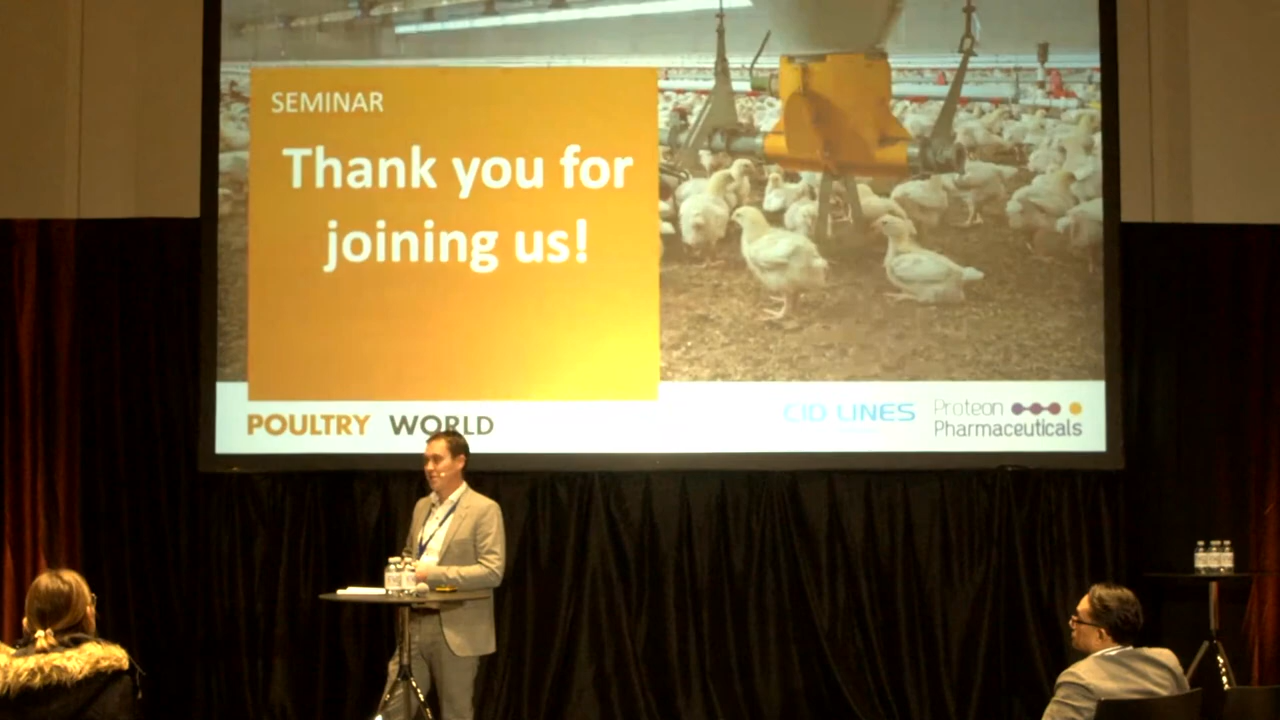 SEMINAR
Thank you for
joining us!
POULTRY WORLD
CID LINES
Proteon
Pharmaceuticals